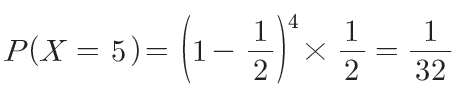 P(X = 5) = (1 − 1/2)⁴ × 1/2 = 1/32